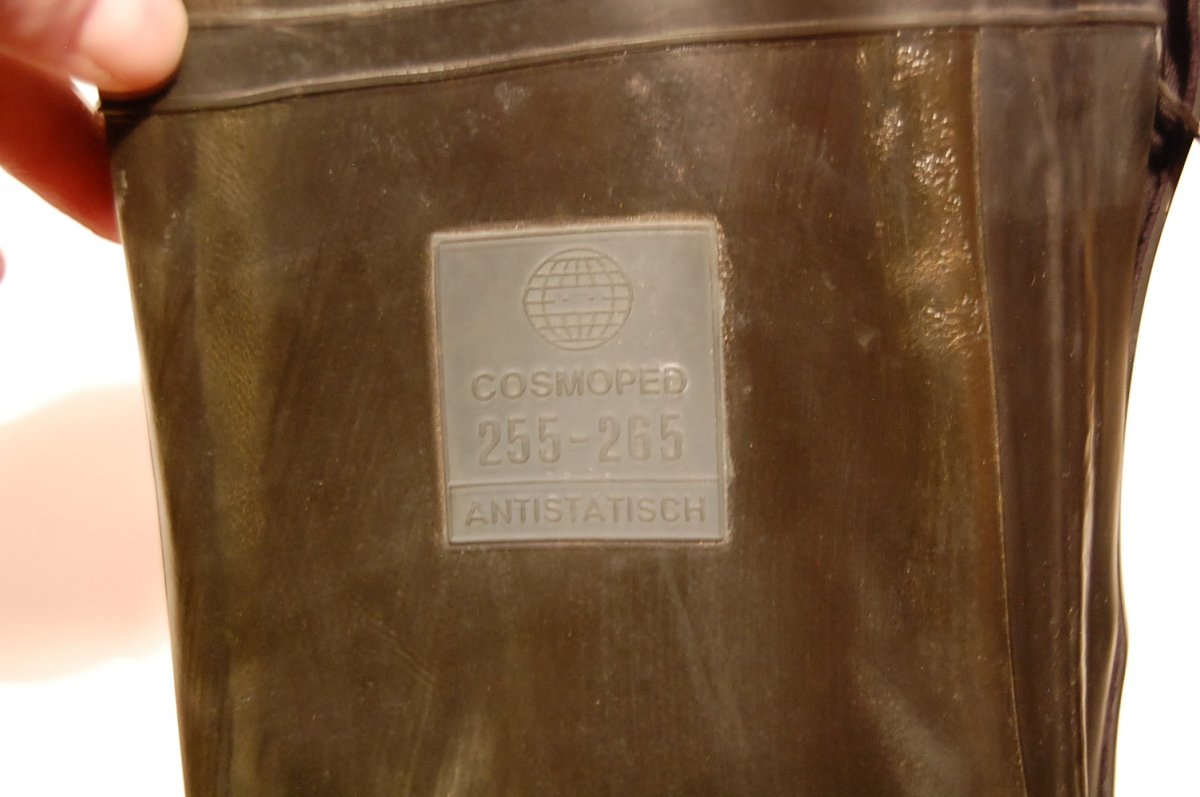 COSMOPED
255-265
ANTISTATISCH